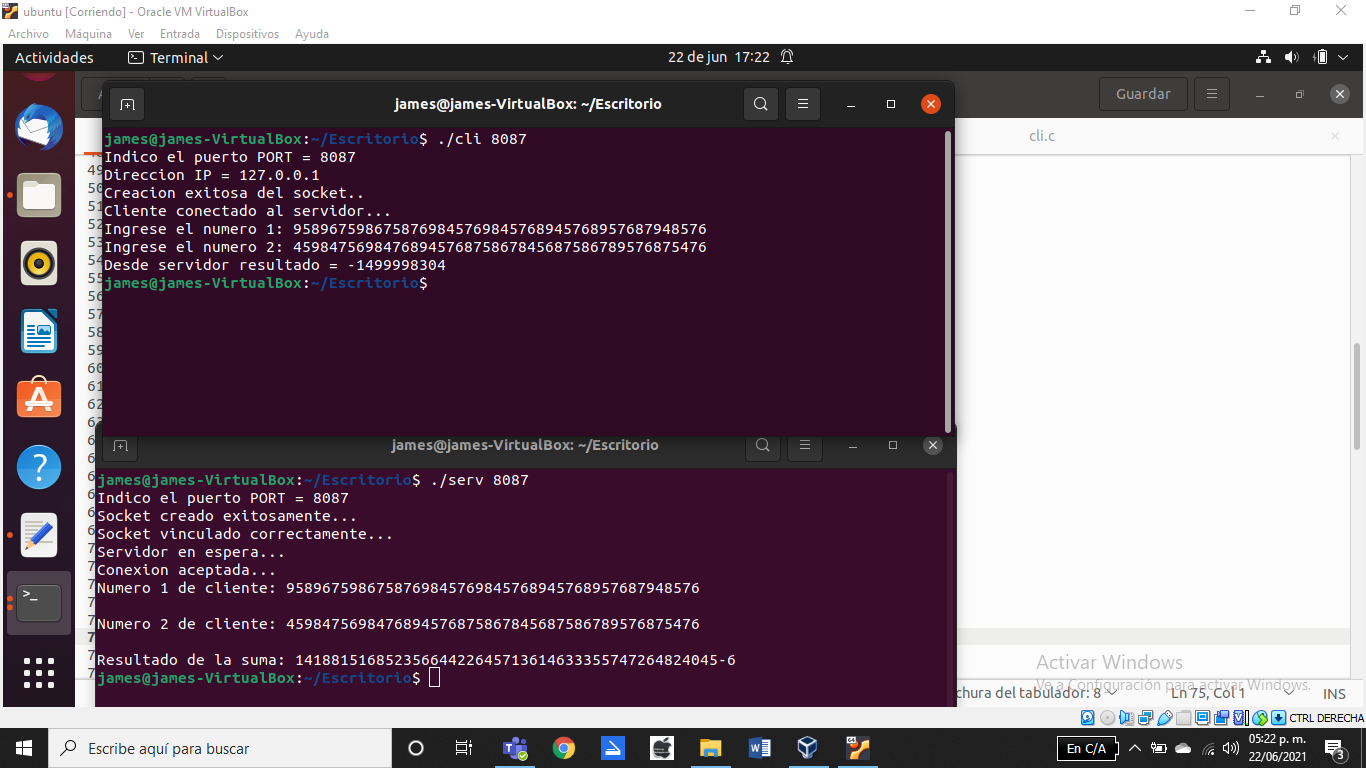 ubuntu [Corriendo] - Oracle VM VirtualBox
Archivo Máquina Ver Entrada Dispositivos Ayuda
Actividades Terminal 22 de jun 17:22
Guardar
james@james-VirtualBox: ~/Escritorio
cli.c
james@james-VirtualBox:~/Escritorio$ ./cli 8087
Indico el puerto PORT = 8087
Direccion IP = 127.0.0.1
Creacion exitosa del socket..
Cliente conectado al servidor...
Ingrese el numero 1: 9589675986758769845769845768945768957687948576
Ingrese el numero 2: 4598475698476894576875867845687586789576875476
Desde servidor resultado = -1499998304
james@james-VirtualBox:~/Escritorio$
james@james-VirtualBox: ~/Escritorio
james@james-VirtualBox:~/Escritorio$ ./serv 8087
Indico el puerto PORT = 8087
Socket creado exitosamente...
Socket vinculado correctamente...
Servidor en espera...
Conexion aceptada...
Numero 1 de cliente: 9589675986758769845769845768945768957687948576
Numero 2 de cliente: 4598475698476894576875867845687586789576875476
Resultado de la suma: 14188151685235664422645713614633355747264824045-6
james@james-VirtualBox:~/Escritorio$
Activar Windows
Ve a Configuración para activar Windows.
chura del tabulador: 8 Ln 75, Col 1 INS
CTRL DERECHA
Escribe aquí para buscar
En C/A
05:22 p. m.
22/06/2021
3